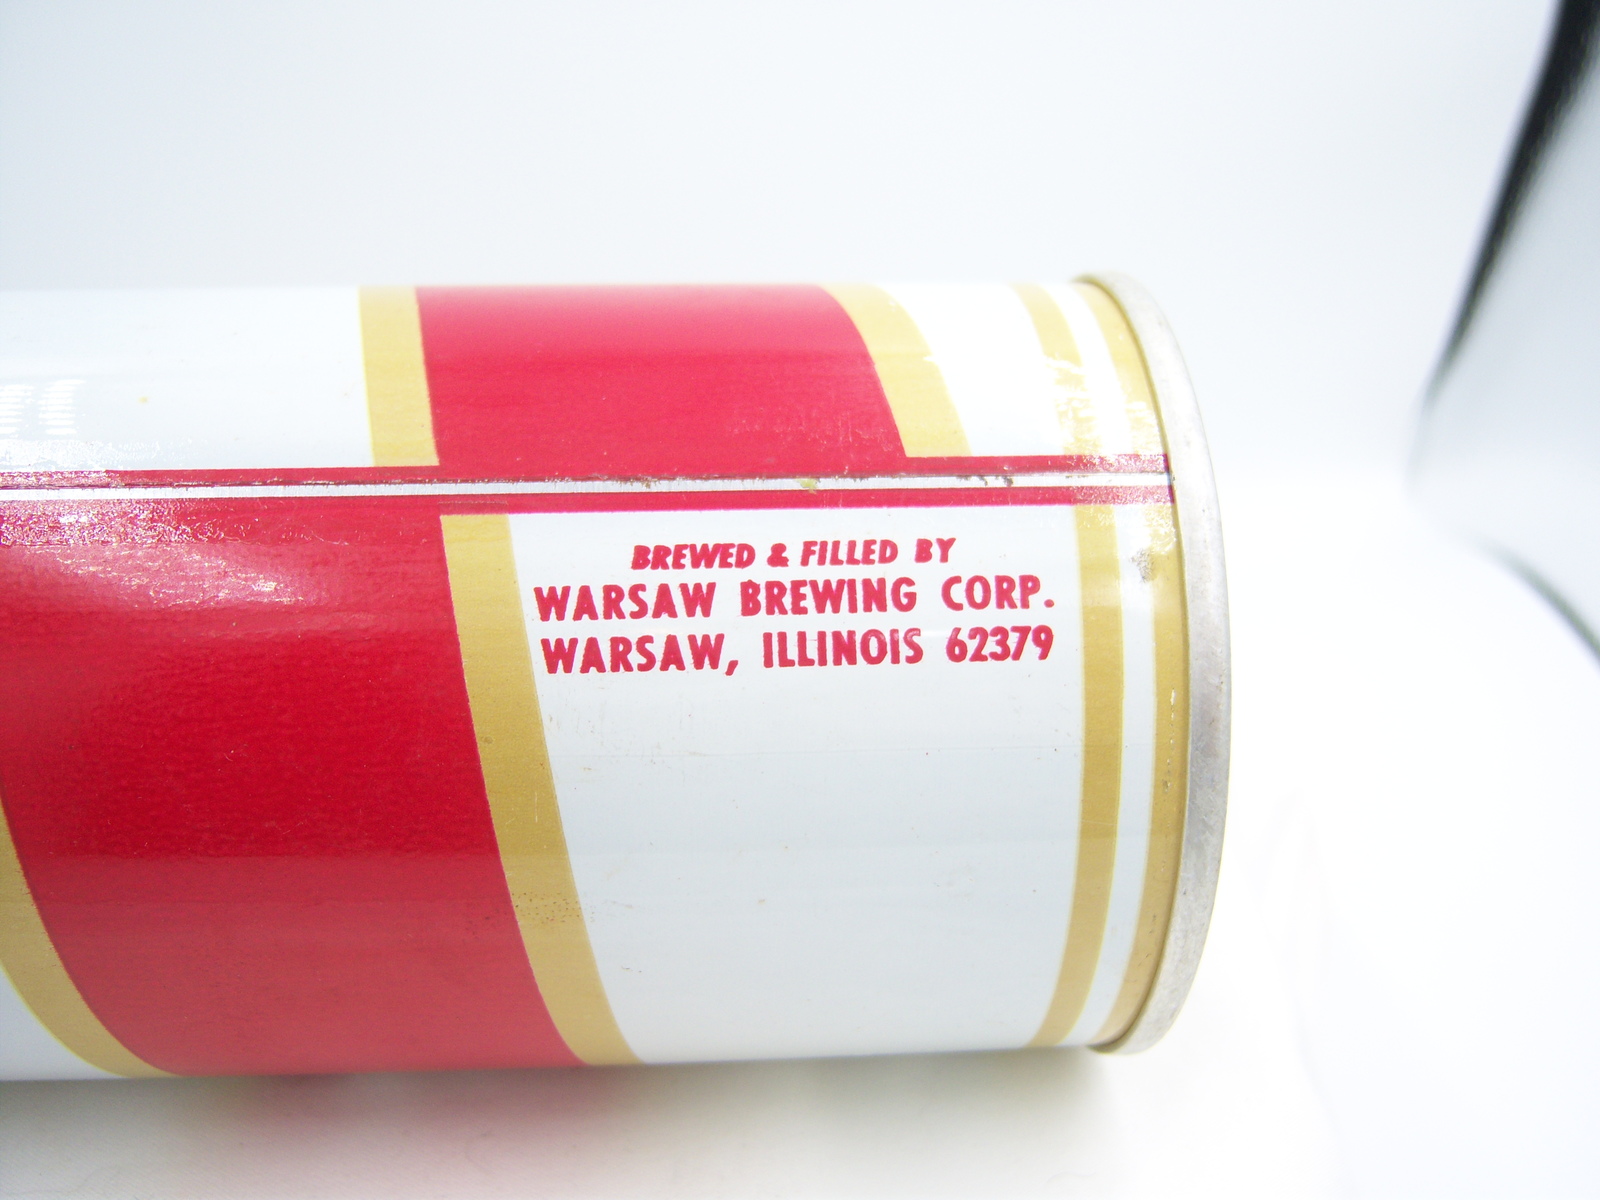 BREWED & FILLED BY
WARSAW BREWING CORP.
WARSAW, ILLINOIS 62379